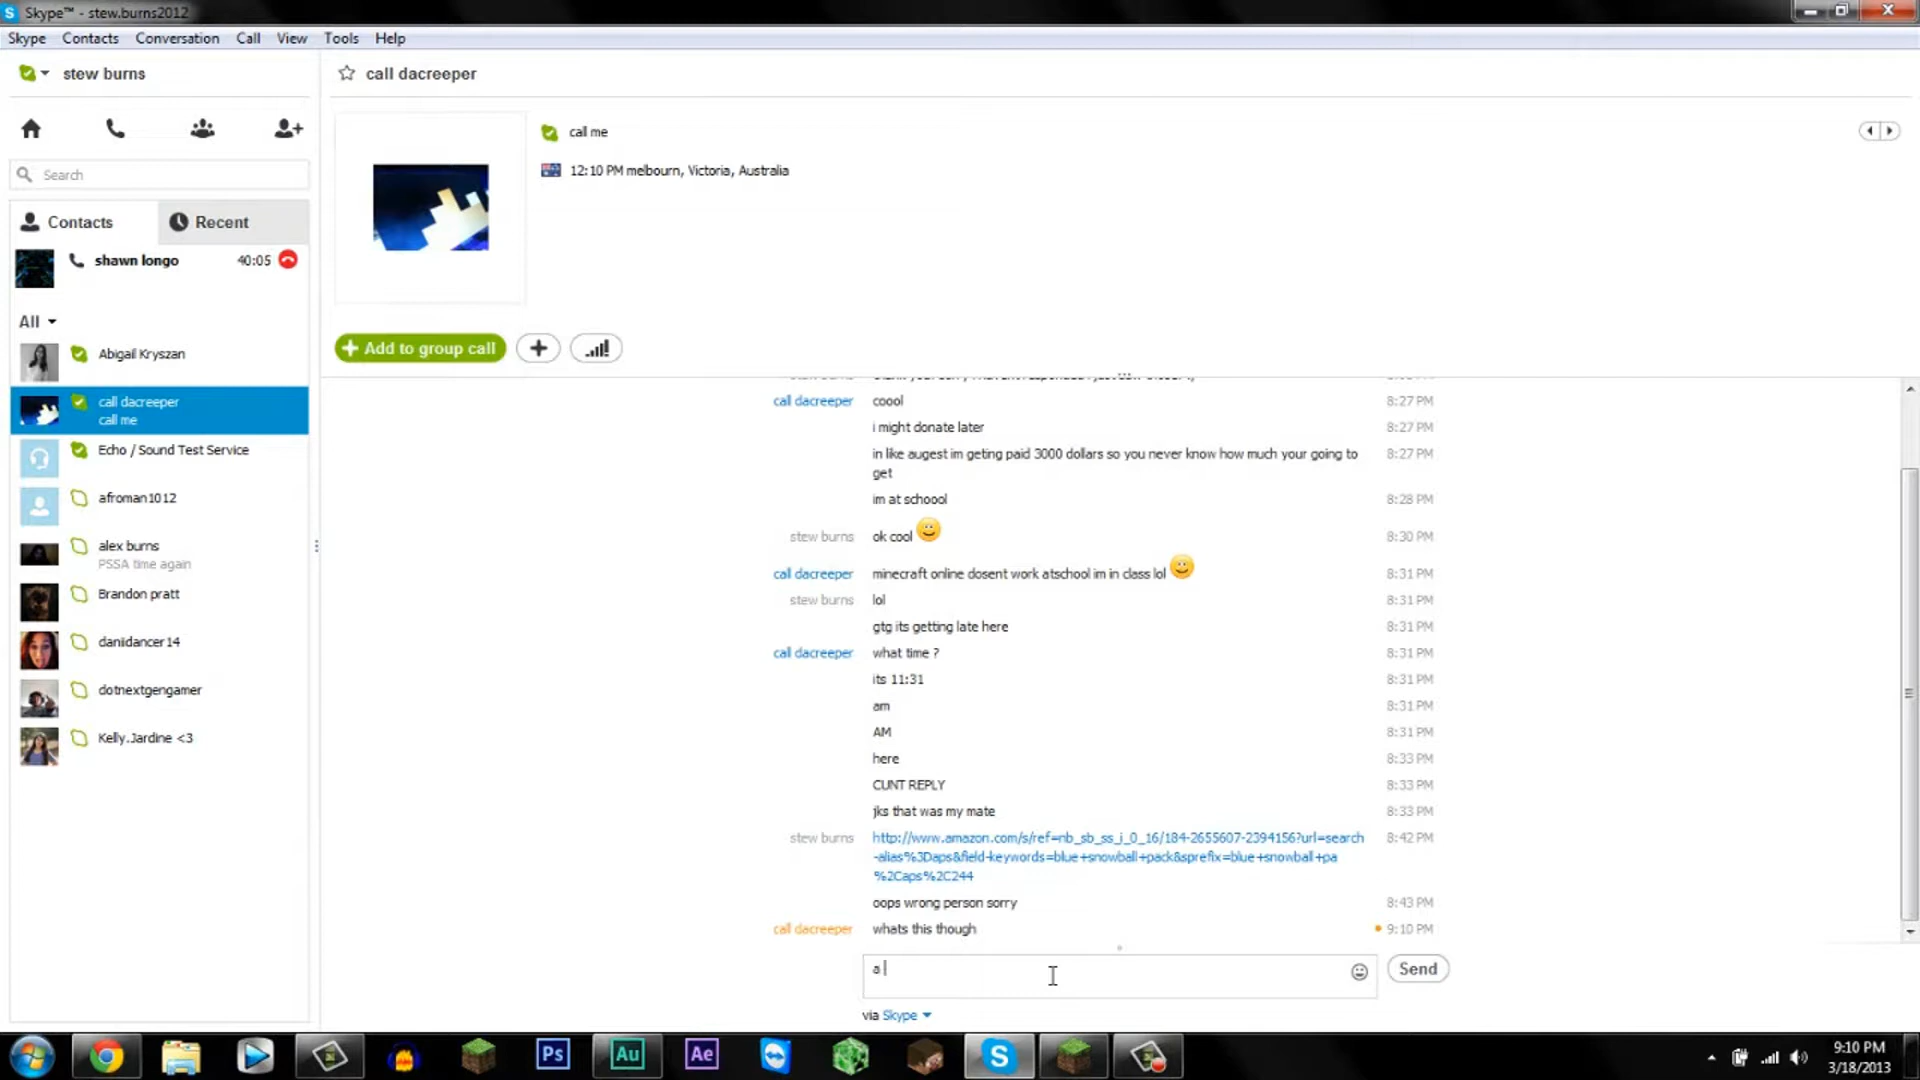 Skype™ - stew.burns2012
Skype Contacts Conversation Call View Tools Help
stew burns
Search
Contacts Recent
shawn longo 40:05
All
Abigail Kryszan
call dacreeper
call me
Echo / Sound Test Service
afroman1012
alex burns
PSSA time again
Brandon pratt
daniidancer14
dotnextgengamer
Kelly.Jardine <3
call dacreeper
call me
12:10 PM melbourn, Victoria, Australia
+ Add to group call
call dacreeper coool 8:27 PM
i might donate later 8:27 PM
in like augest im geting paid 3000 dollars so you never know how much your going to 8:27 PM
get
im at schoool 8:28 PM
stew burns ok cool 8:30 PM
call dacreeper minecraft online dosent work atschool im in class lol 8:31 PM
stew burns lol 8:31 PM
gtg its getting late here 8:31 PM
call dacreeper what time ? 8:31 PM
its 11:31 8:31 PM
am 8:31 PM
AM 8:31 PM
here 8:33 PM
CUNT REPLY 8:33 PM
jks that was my mate 8:33 PM
stew burns http://www.amazon.com/s/ref=nb_sb_ss_i_0_16/184-2655607-2394156?url=search 8:42 PM
-alias%3Daps&field-keywords=blue+snowball+pack&sprefix=blue+snowball+pa
%2Caps%2C244
oops wrong person sorry 8:43 PM
call dacreeper whats this though 9:10 PM
a
Send
via Skype
Ps Au Ae
9:10 PM
3/18/2013